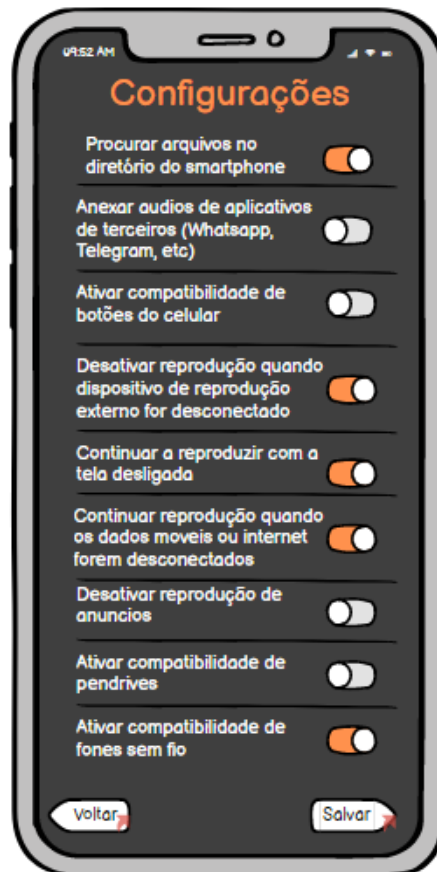 09:52 AM
Configurações
Procurar arquivos no
diretório do smartphone
Anexar audios de aplicativos
de terceiros (Whatsapp,
Telegram, etc)
Ativar compatibilidade de
botões do celular
Desativar reprodução quando
dispositivo de reprodução
externo for desconectado
Continuar a reproduzir com a
tela desligada
Continuar reprodução quando
os dados moveis ou internet
forem desconectados
Desativar reprodução de
anuncios
Ativar compatibilidade de
pendrives
Ativar compatibilidade de
fones sem fio
Voltar
Salvar